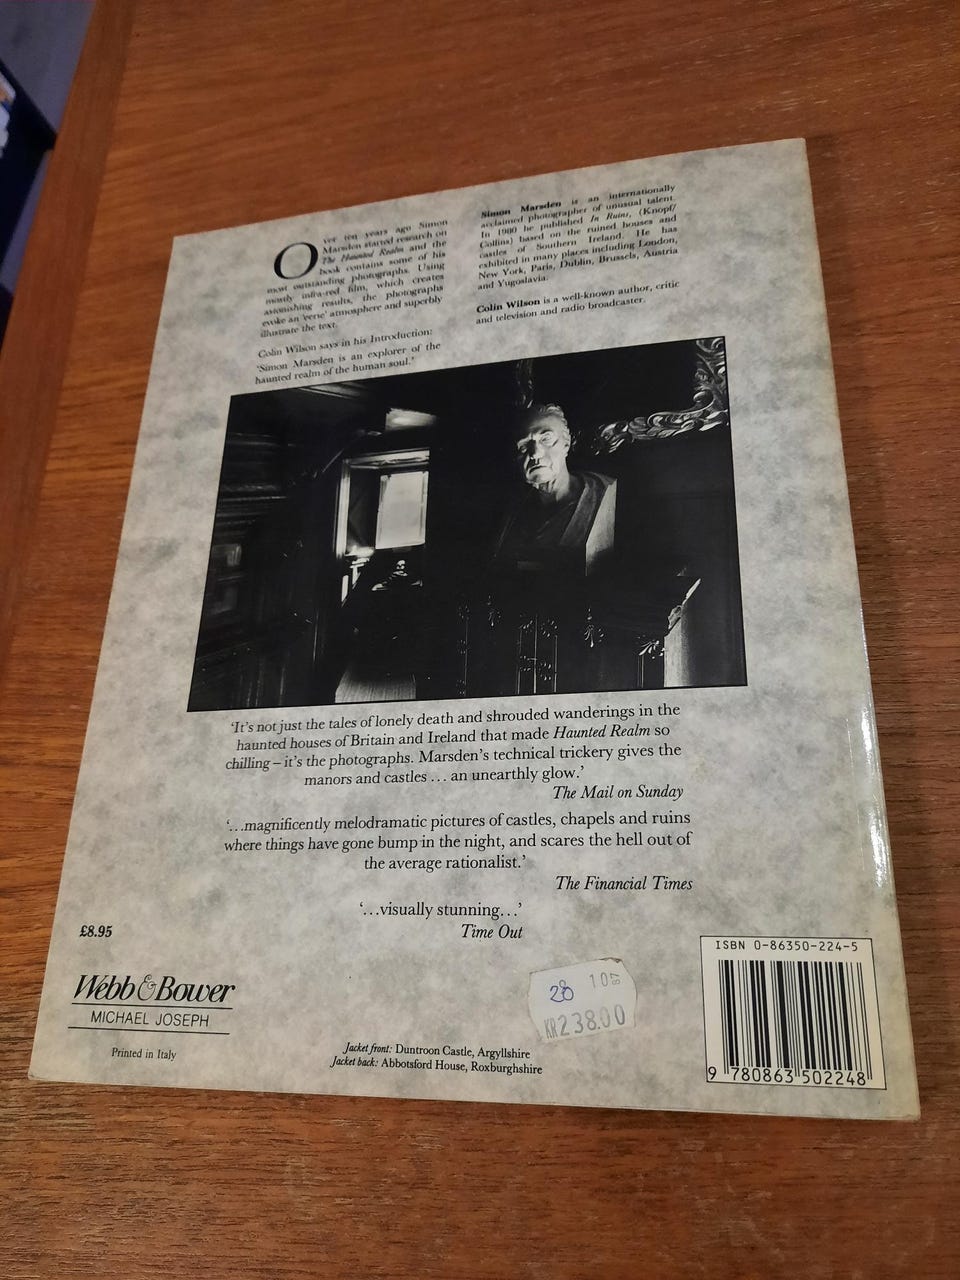 Over ten years ago Simon
Marsden started research on
The Haunted Realm and the
book contains some of his
most outstanding photographs. Using
mostly infra-red film, which creates
astonishing results, the photographs
evoke an 'eerie' atmosphere and superbly
illustrate the text.
Colin Wilson says in his Introduction:
'Simon Marsden is an explorer of the
haunted realm of the human soul.'
Simon Marsden is an internationally
acclaimed photographer of unusual talent.
In 1980 he published In Ruins, (Knopf/
Collins) based on the ruined houses and
castles of Southern Ireland. He has
exhibited in many places including London,
New York, Paris, Dublin, Brussels, Austria
and Yugoslavia.
Colin Wilson is a well-known author, critic
and television and radio broadcaster.
'It's not just the tales of lonely death and shrouded wanderings in the
haunted houses of Britain and Ireland that made Haunted Realm so
chilling – it's the photographs. Marsden's technical trickery gives the
manors and castles ... an unearthly glow.'
The Mail on Sunday
'...magnificently melodramatic pictures of castles, chapels and ruins
where things have gone bump in the night, and scares the hell out of
the average rationalist.'
The Financial Times
'...visually stunning...'
Time Out
£8.95
Webb & Bower
MICHAEL JOSEPH
Printed in Italy
Jacket front: Duntroon Castle, Argyllshire
Jacket back: Abbotsford House, Roxburghshire
10 87
KR238.00
ISBN 0-86350-224-5
9 780863 502248